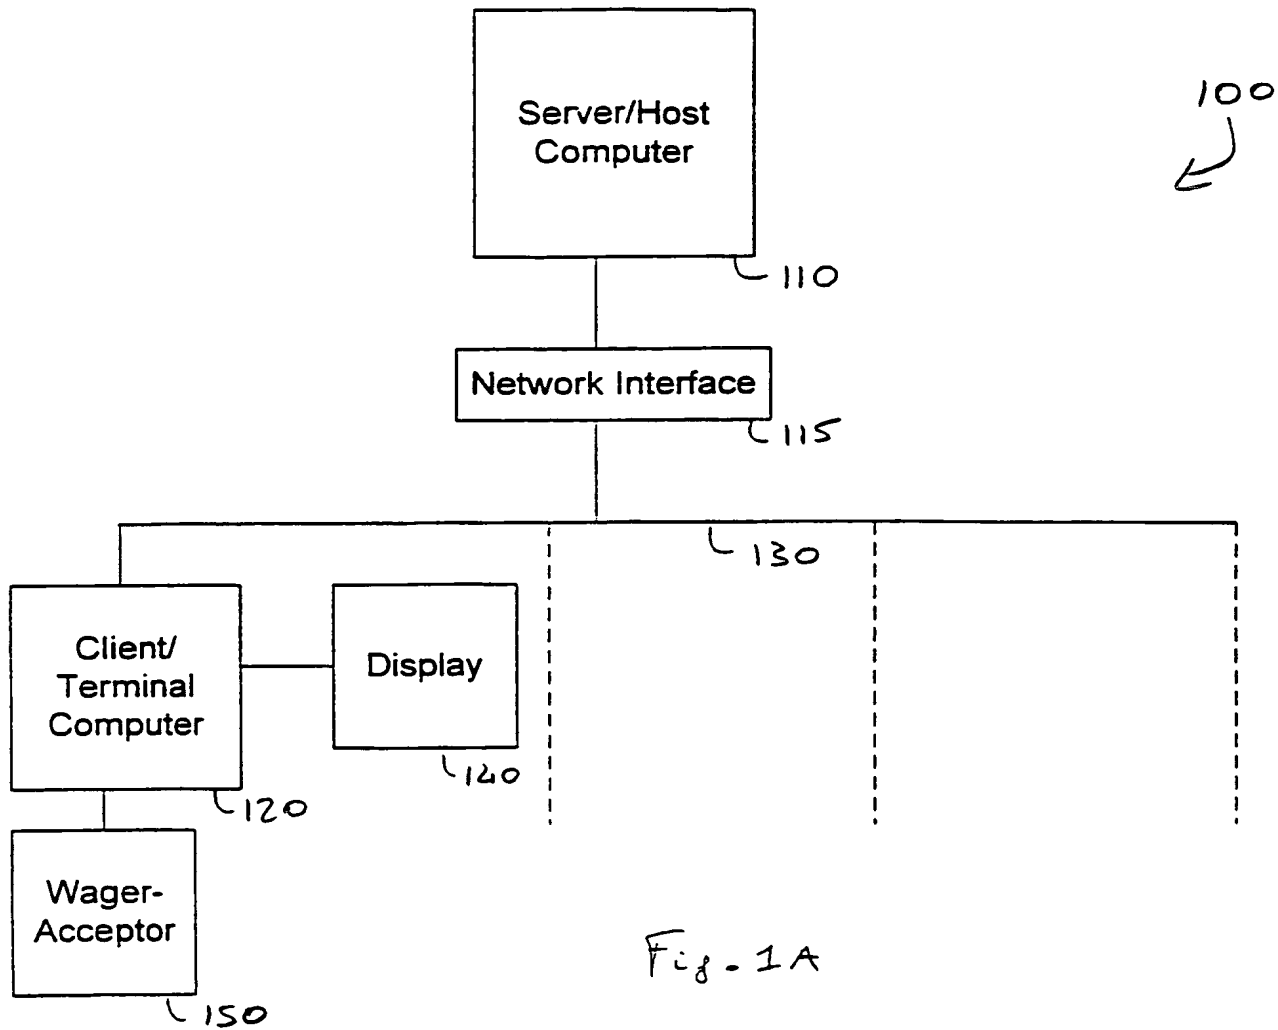 Server/Host
Computer
100
110
Network Interface
115
130
Client/
Terminal
Computer
Display
140
120
Wager-
Acceptor
150
Fig. 1A